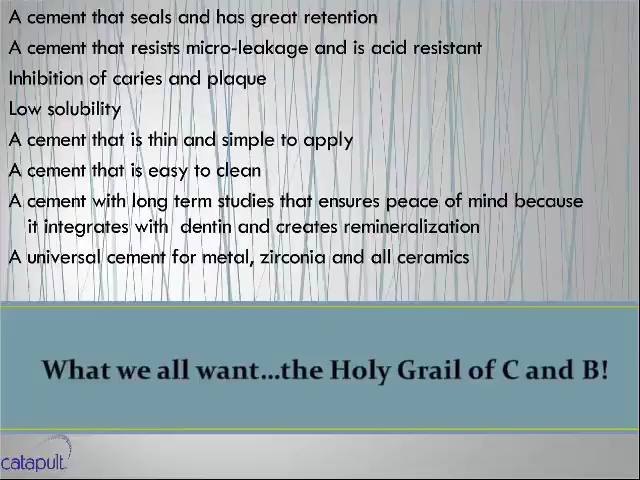 A cement that seals and has great retention
A cement that resists micro-leakage and is acid resistant
Inhibition of caries and plaque
Low solubility
A cement that is thin and simple to apply
A cement that is easy to clean
A cement with long term studies that ensures peace of mind because
it integrates with dentin and creates remineralization
A universal cement for metal, zirconia and all ceramics
What we all want...the Holy Grail of C and B!
catapult